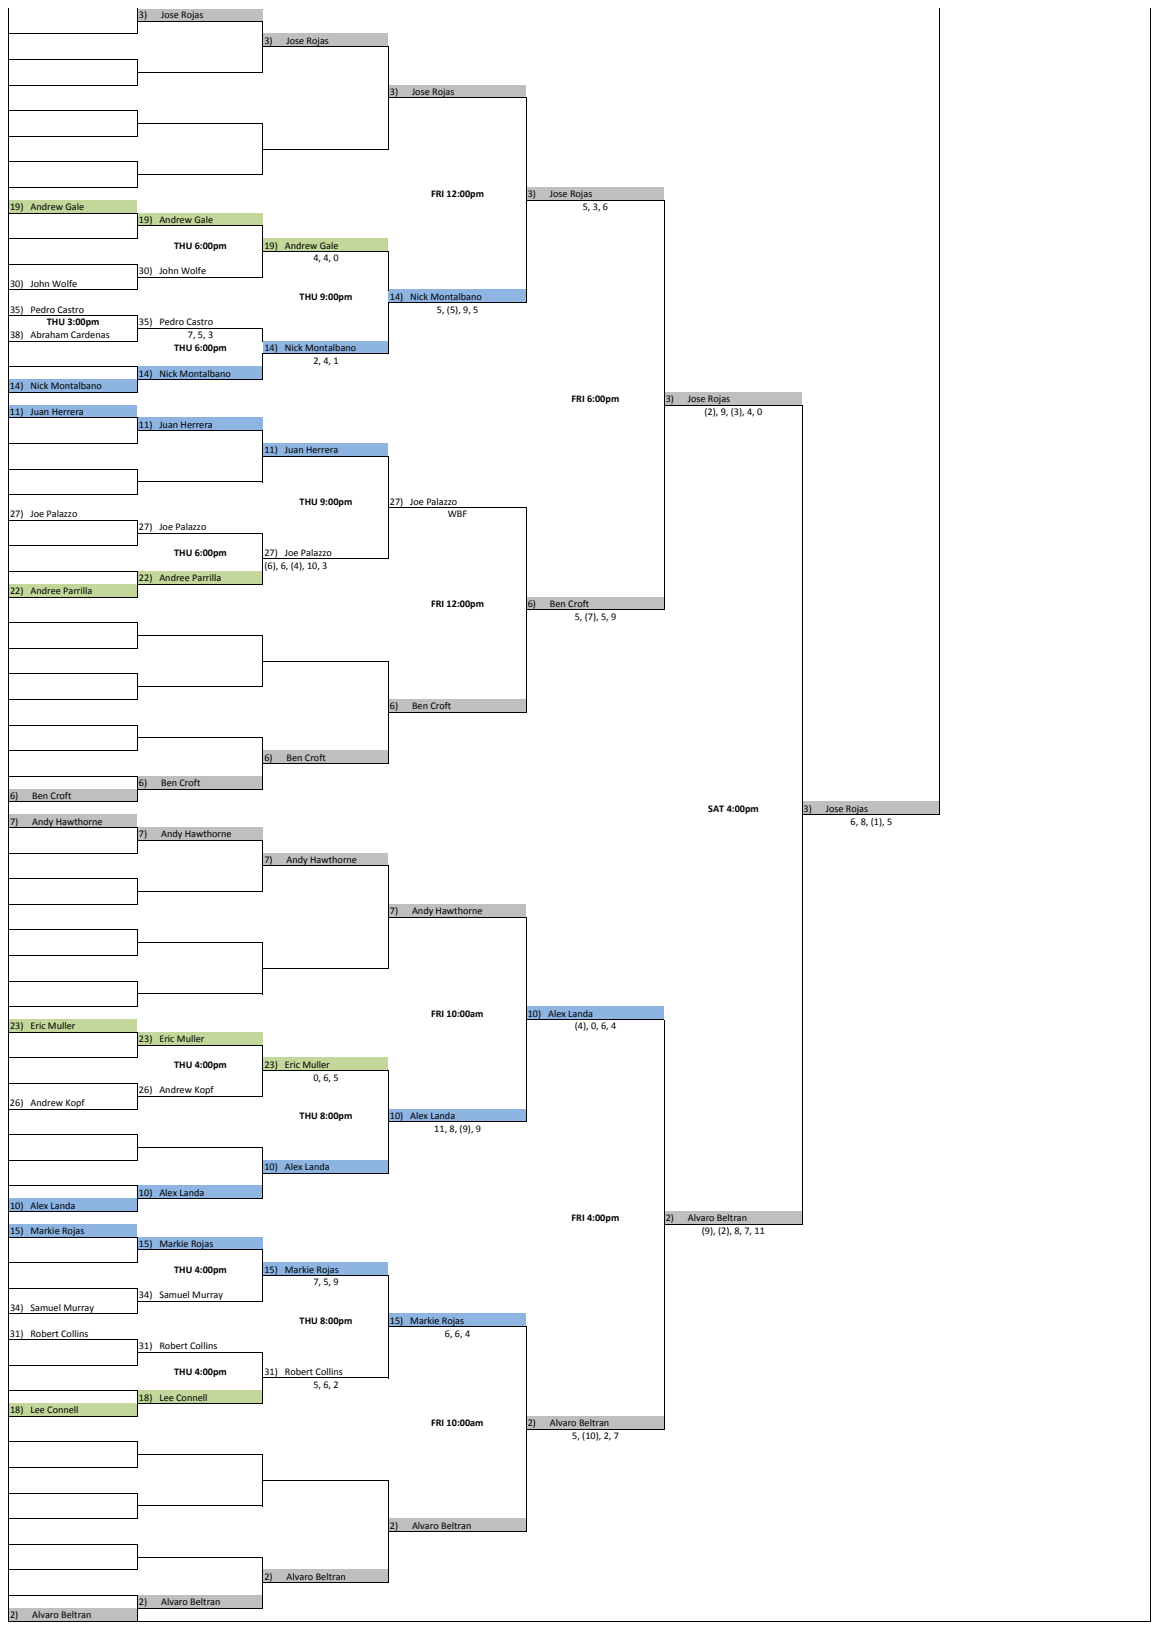 3) Jose Rojas
3) Jose Rojas
3) Jose Rojas
FRI 12:00pm
3) Jose Rojas
5, 3, 6
19) Andrew Gale
19) Andrew Gale
THU 6:00pm
19) Andrew Gale
4, 4, 0
30) John Wolfe
30) John Wolfe
THU 9:00pm
14) Nick Montalbano
5, (5), 9, 5
35) Pedro Castro
THU 3:00pm
35) Pedro Castro
38) Abraham Cardenas
7, 5, 3
THU 6:00pm
14) Nick Montalbano
2, 4, 1
14) Nick Montalbano
14) Nick Montalbano
FRI 6:00pm
3) Jose Rojas
(2), 9, (3), 4, 0
11) Juan Herrera
11) Juan Herrera
11) Juan Herrera
THU 9:00pm
27) Joe Palazzo
WBF
27) Joe Palazzo
27) Joe Palazzo
THU 6:00pm
27) Joe Palazzo
(6), 6, (4), 10, 3
22) Andree Parrilla
22) Andree Parrilla
FRI 12:00pm
6) Ben Croft
5, (7), 5, 9
6) Ben Croft
6) Ben Croft
6) Ben Croft
6) Ben Croft
SAT 4:00pm
3) Jose Rojas
6, 8, (1), 5
7) Andy Hawthorne
7) Andy Hawthorne
7) Andy Hawthorne
7) Andy Hawthorne
FRI 10:00am
10) Alex Landa
(4), 0, 6, 4
23) Eric Muller
23) Eric Muller
THU 4:00pm
23) Eric Muller
0, 6, 5
26) Andrew Kopf
26) Andrew Kopf
THU 8:00pm
10) Alex Landa
11, 8, (9), 9
10) Alex Landa
10) Alex Landa
10) Alex Landa
FRI 4:00pm
2) Alvaro Beltran
(9), (2), 8, 7, 11
15) Markie Rojas
15) Markie Rojas
THU 4:00pm
15) Markie Rojas
7, 5, 9
34) Samuel Murray
34) Samuel Murray
THU 8:00pm
15) Markie Rojas
6, 6, 4
31) Robert Collins
31) Robert Collins
THU 4:00pm
31) Robert Collins
5, 6, 2
18) Lee Connell
18) Lee Connell
FRI 10:00am
2) Alvaro Beltran
5, (10), 2, 7
2) Alvaro Beltran
2) Alvaro Beltran
2) Alvaro Beltran
2) Alvaro Beltran